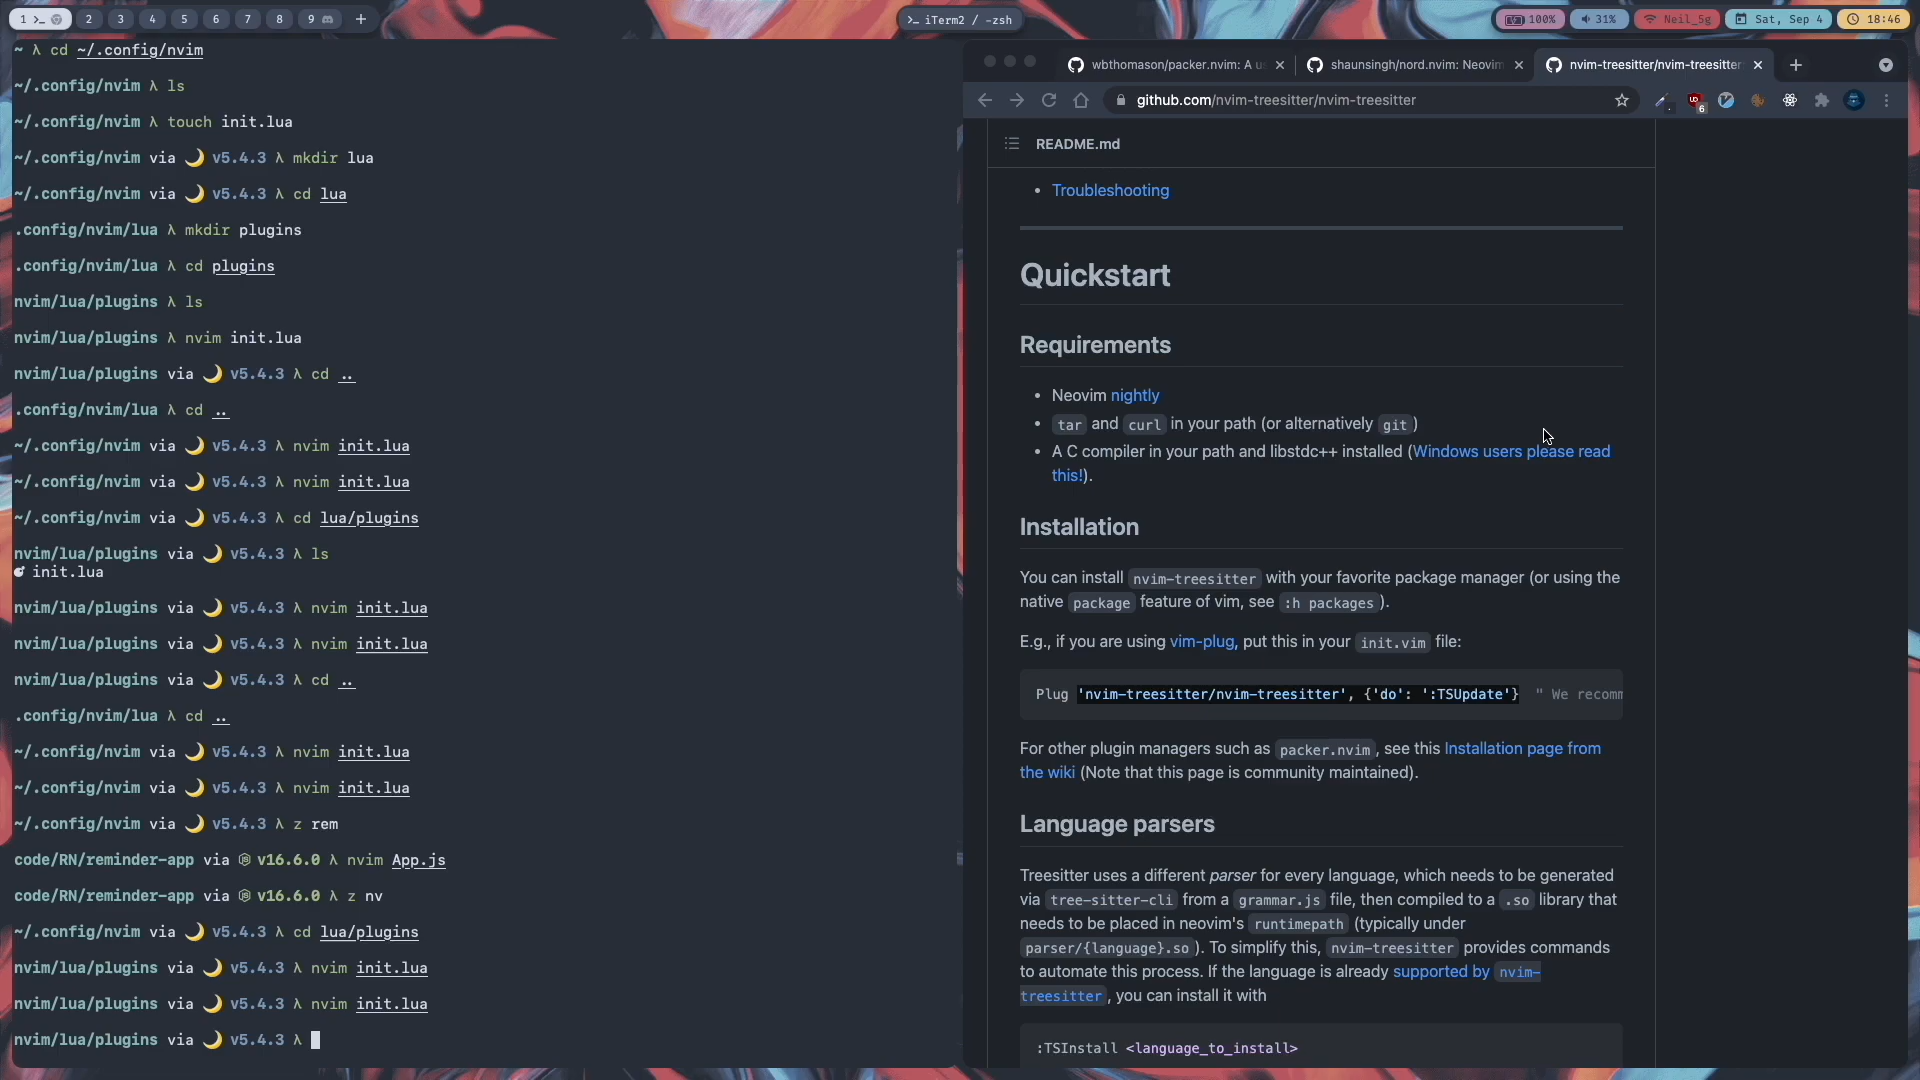 1
2
3
4
5
6
7
8
9
+
iTerm2 / -zsh
100%
31%
Neil_5g
Sat, Sep 4
18:46
~ λ cd ~/.config/nvim
~/.config/nvim λ ls
~/.config/nvim λ touch init.lua
~/.config/nvim via 🌙 v5.4.3 λ mkdir lua
~/.config/nvim via 🌙 v5.4.3 λ cd lua
.config/nvim/lua λ mkdir plugins
.config/nvim/lua λ cd plugins
nvim/lua/plugins λ ls
nvim/lua/plugins λ nvim init.lua
nvim/lua/plugins via 🌙 v5.4.3 λ cd ..
.config/nvim/lua λ cd ..
~/.config/nvim via 🌙 v5.4.3 λ nvim init.lua
~/.config/nvim via 🌙 v5.4.3 λ nvim init.lua
~/.config/nvim via 🌙 v5.4.3 λ cd lua/plugins
nvim/lua/plugins via 🌙 v5.4.3 λ ls
init.lua
nvim/lua/plugins via 🌙 v5.4.3 λ nvim init.lua
nvim/lua/plugins via 🌙 v5.4.3 λ nvim init.lua
nvim/lua/plugins via 🌙 v5.4.3 λ cd ..
.config/nvim/lua λ cd ..
~/.config/nvim via 🌙 v5.4.3 λ nvim init.lua
~/.config/nvim via 🌙 v5.4.3 λ nvim init.lua
~/.config/nvim via 🌙 v5.4.3 λ z rem
code/RN/reminder-app via v16.6.0 λ nvim App.js
code/RN/reminder-app via v16.6.0 λ z nv
~/.config/nvim via 🌙 v5.4.3 λ cd lua/plugins
nvim/lua/plugins via 🌙 v5.4.3 λ nvim init.lua
nvim/lua/plugins via 🌙 v5.4.3 λ nvim init.lua
nvim/lua/plugins via 🌙 v5.4.3 λ
wbthomason/packer.nvim: A us
shaunsingh/nord.nvim: Neovim
nvim-treesitter/nvim-treesitter
github.com/nvim-treesitter/nvim-treesitter
6
README.md
• Troubleshooting
Quickstart
Requirements
• Neovim nightly
• tar and curl in your path (or alternatively git)
• A C compiler in your path and libstdc++ installed (Windows users please read
this!).
Installation
You can install nvim-treesitter with your favorite package manager (or using the
native package feature of vim, see :h packages).
E.g., if you are using vim-plug, put this in your init.vim file:
Plug 'nvim-treesitter/nvim-treesitter', {'do': ':TSUpdate'} " We recomm
For other plugin managers such as packer.nvim, see this Installation page from
the wiki (Note that this page is community maintained).
Language parsers
Treesitter uses a different parser for every language, which needs to be generated
via tree-sitter-cli from a grammar.js file, then compiled to a .so library that
needs to be placed in neovim's runtimepath (typically under
parser/{language}.so). To simplify this, nvim-treesitter provides commands
to automate this process. If the language is already supported by nvim-
treesitter, you can install it with
:TSInstall <language_to_install>